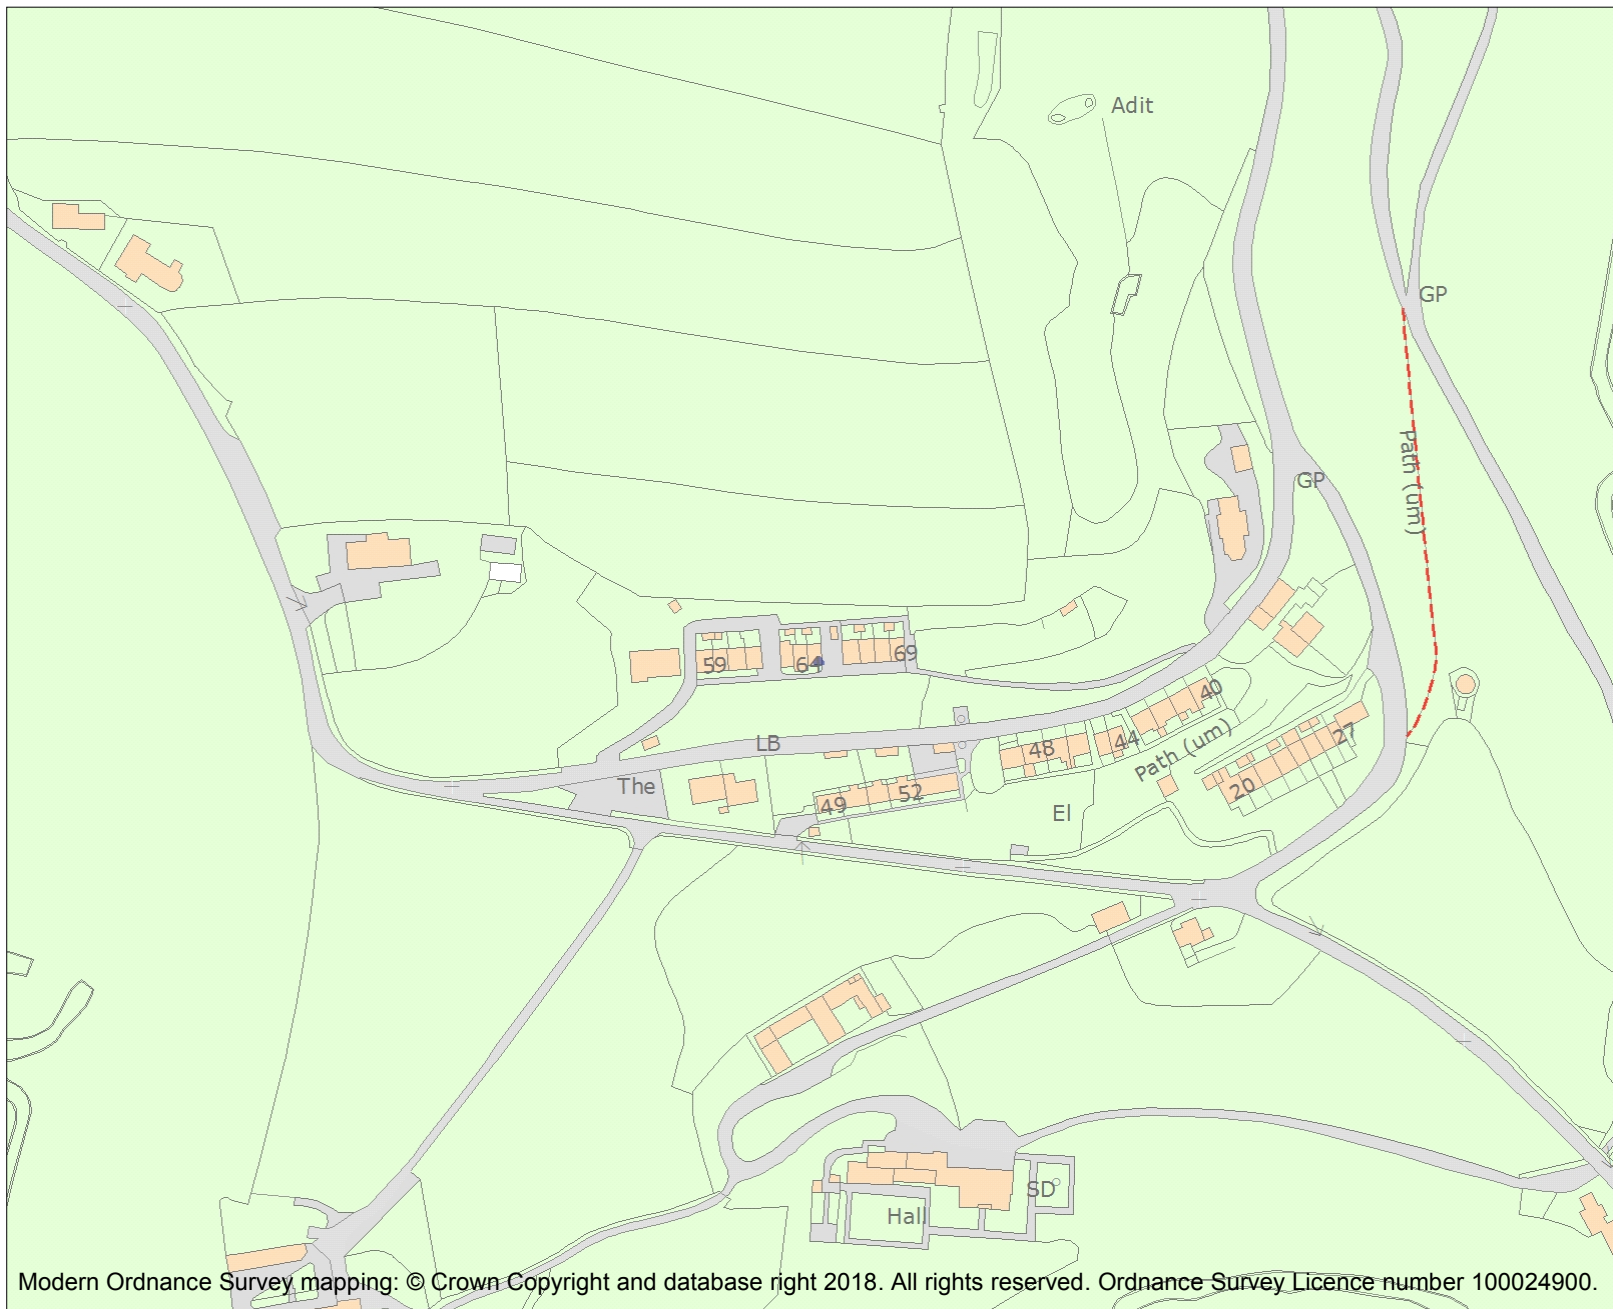 Adit
GP
Path (um)
GP
59
64
69
40
LB
48
44
Path (um)
27
The
49
52
20
El
SD
Hall
Modern Ordnance Survey mapping: © Crown Copyright and database right 2018. All rights reserved. Ordnance Survey Licence number 100024900.